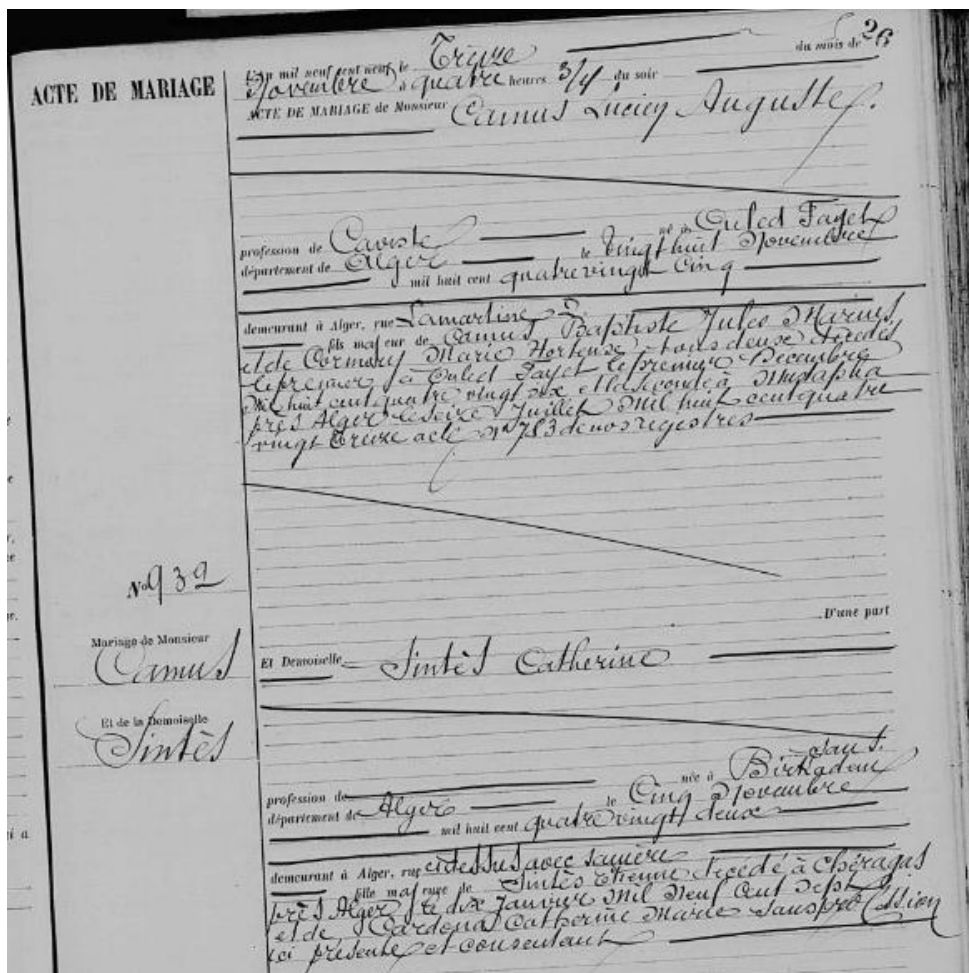 26
ACTE DE MARIAGE
L'an mil neuf cent neuf le Treize du mois de
Novembre à quatre heures 3/4 du soir
ACTE DE MARIAGE de Monsieur Camus Lucien Auguste
profession de Caviste né à Ouled Fayet
département de Alger le Vingt huit Novembre
mil huit cent quatre vingt Cinq
demeurant à Alger, rue Lamartine
fils majeur de Camus Baptiste Jules Marius
et de Cormery Marie Hortense, tous deux décédés
le premier à Ouled Fayet le premier Décembre
Mil huit cent quatre vingt six et la seconde à Mustapha
près Alger le seize Juillet Mil huit cent quatre
vingt treize acte N° 783 de nos registres
D'une part
N° 932
Mariage de Monsieur
Camus
Et de la Demoiselle
Sintès
Et Demoiselle Sintès Catherine
sans
profession de née à Birkadem
département de Alger le Cinq Novembre
mil huit cent quatre vingt deux
demeurant à Alger, rue ci dessus avec sa mère
fille majeure de Sintès Etienne décédé à Chéragas
près Alger le dix Janvier Mil Neuf Cent Sept
et de Cardona Catherine Marie sans profession
ici présente et consentant